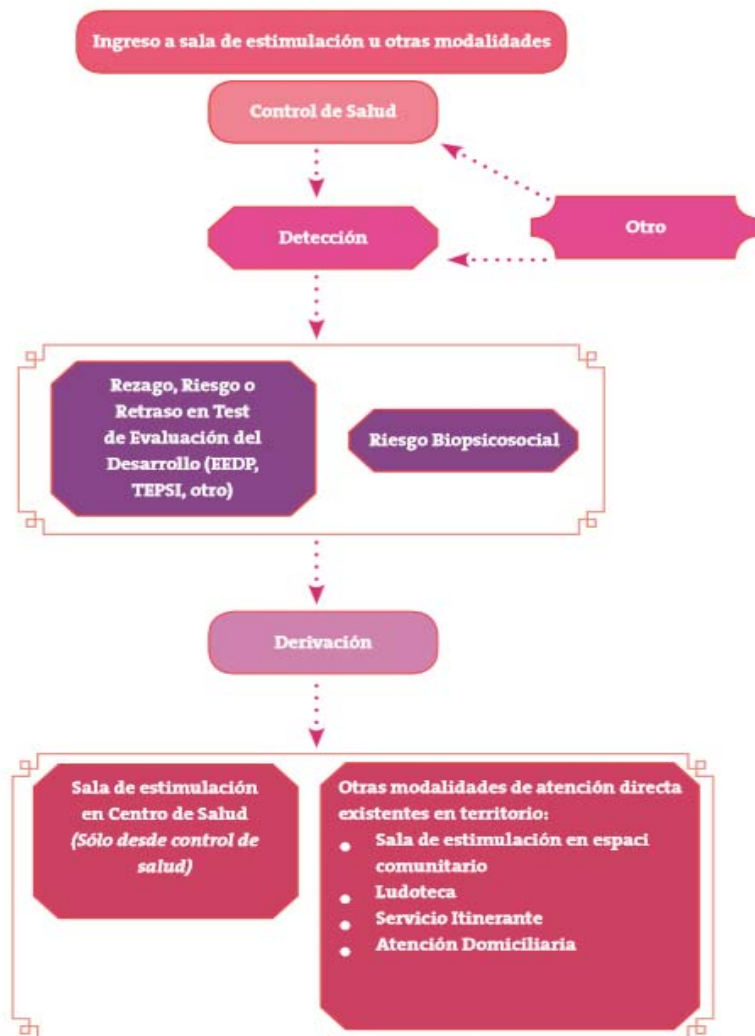 Ingreso a sala de estimulación u otras modalidades
Control de Salud
Otro
Detección
Rezago, Riesgo o
Retraso en Test
de Evaluación del
Desarrollo (EEDP,
TEPSI, otro)
Riesgo Biopsicosocial
Derivación
Sala de estimulación
en Centro de Salud
(Sólo desde control de
salud)
Otras modalidades de atención directa
existentes en territorio:
• Sala de estimulación en espaci
comunitario
• Ludoteca
• Servicio Itinerante
• Atención Domiciliaria